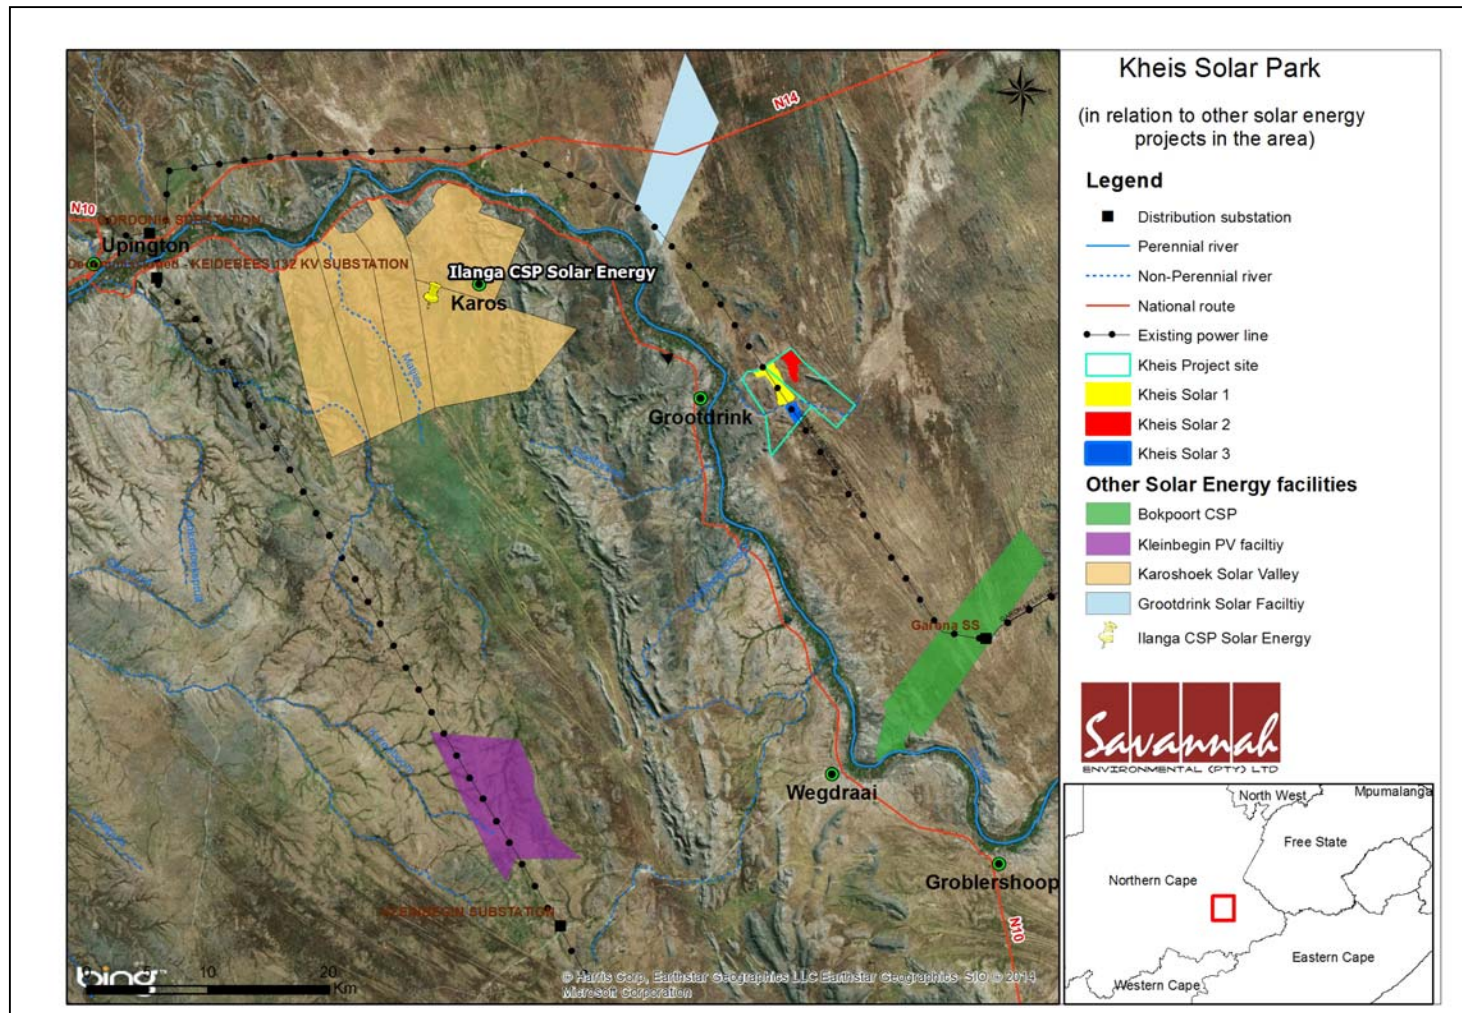 Kheis Solar Park
(in relation to other solar energy
projects in the area)
Legend
Distribution substation
Perennial river
Non-Perennial river
National route
Existing power line
Kheis Project site
Kheis Solar 1
Kheis Solar 2
Kheis Solar 3
Other Solar Energy facilities
Bokpoort CSP
Kleinbegin PV faciltiy
Karoshoek Solar Valley
Grootdrink Solar Faciltiy
Ilanga CSP Solar Energy
Savannah
ENVIRONMENTAL (PTY) LTD
North West
Mpumalanga
Free State
Northern Cape
Eastern Cape
Western Cape
N14
N10
GORDONIA SUBSTATION
Upington
KEIDEBEES 132 KV SUBSTATION
Ilanga CSP Solar Energy
Karos
Matjies
Grootdrink
Garona SS
Wegdraai
Groblershoop
N10
KLEINBEGIN SUBSTATION
bing
10
20
Km
© Harris Corp, Earthstar Geographics LLC Earthstar Geographics SIO © 2014
Microsoft Corporation